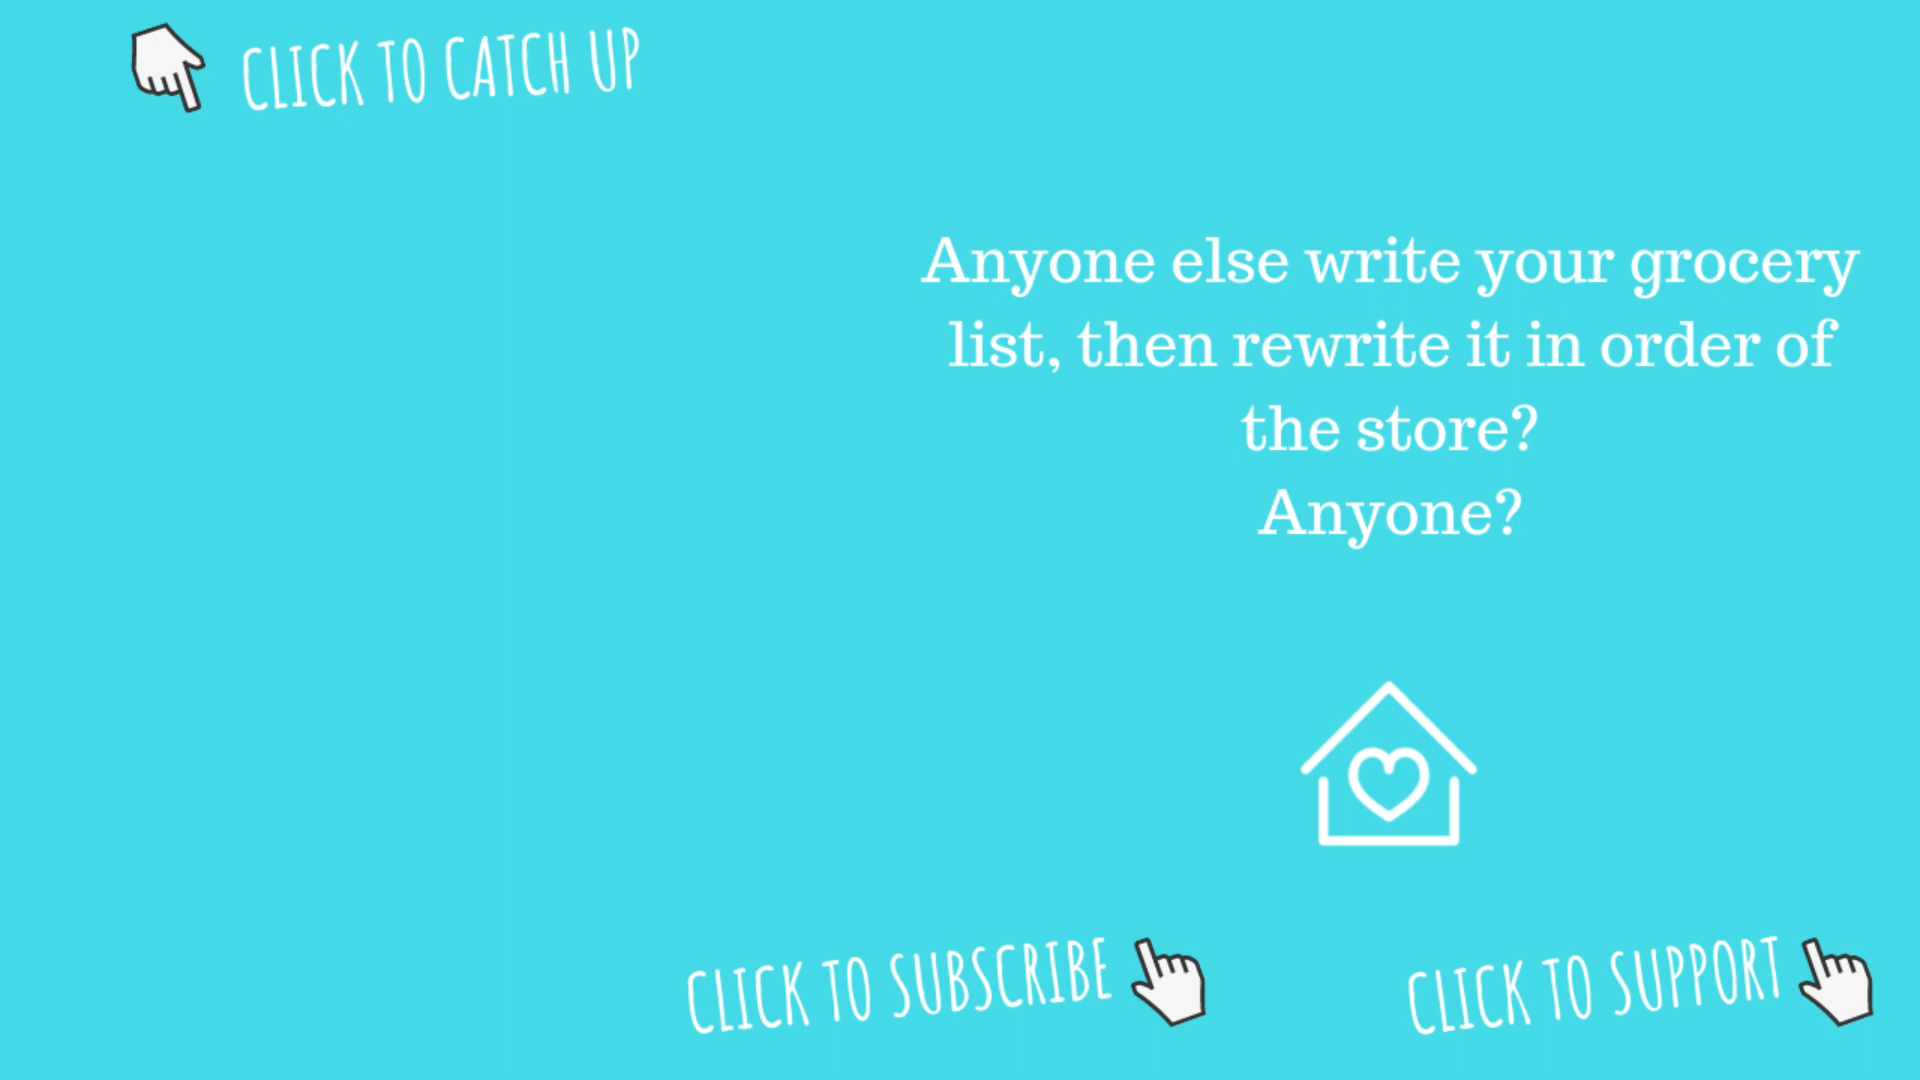 CLICK TO CATCH UP
Anyone else write your grocery
list, then rewrite it in order of
the store?
Anyone?
CLICK TO SUBSCRIBE
CLICK TO SUPPORT